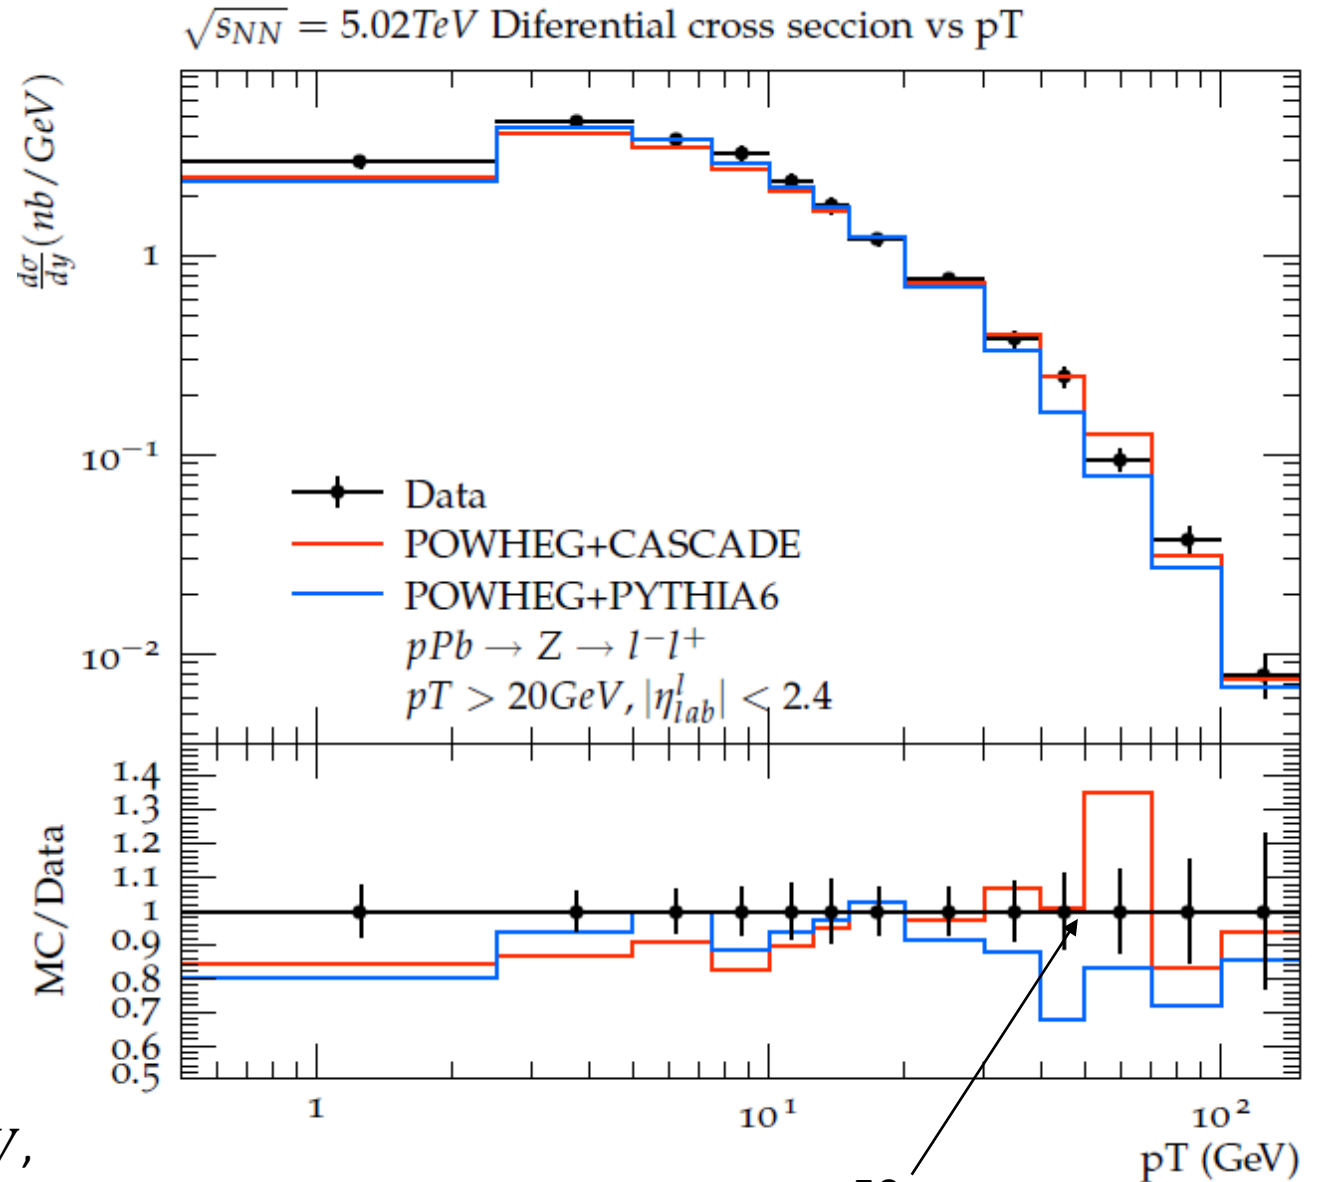 √s_NN = 5.02TeV Diferential cross seccion vs pT
dσ/dy (nb/GeV)
1
10⁻¹
10⁻²
Data
POWHEG+CASCADE
POWHEG+PYTHIA6
pPb → Z → l⁻l⁺
pT > 20GeV, |η^l_lab| < 2.4
MC/Data
1.4
1.3
1.2
1.1
1
0.9
0.8
0.7
0.6
0.5
1
10¹
10²
pT (GeV)